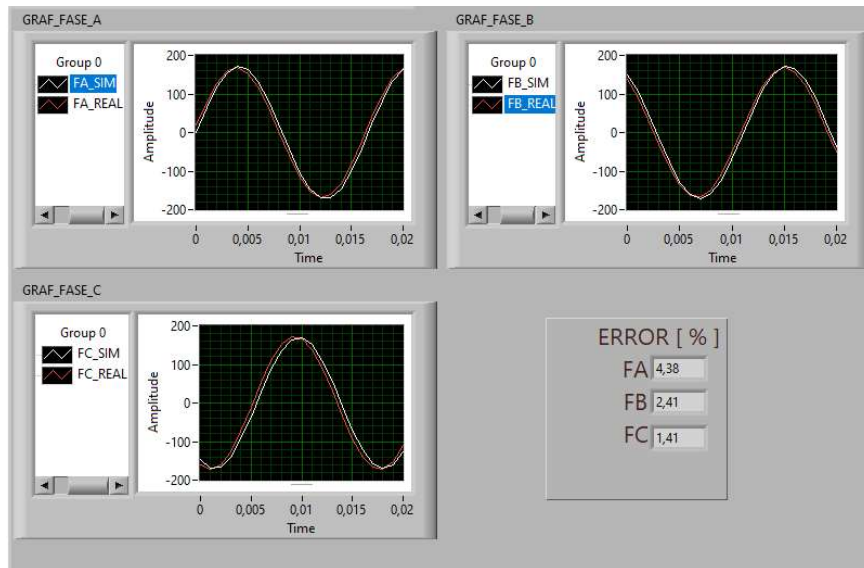 GRAF_FASE_A
Group 0
FA_SIM
FA_REAL
Amplitude
200
100
0
-100
-200
0 0,005 0,01 0,015 0,02
Time
GRAF_FASE_B
Group 0
FB_SIM
FB_REAL
Amplitude
200
100
0
-100
-200
0 0,005 0,01 0,015 0,02
Time
GRAF_FASE_C
Group 0
FC_SIM
FC_REAL
Amplitude
200
100
0
-100
-200
0 0,005 0,01 0,015 0,02
Time
ERROR [ % ]
FA 4,38
FB 2,41
FC 1,41